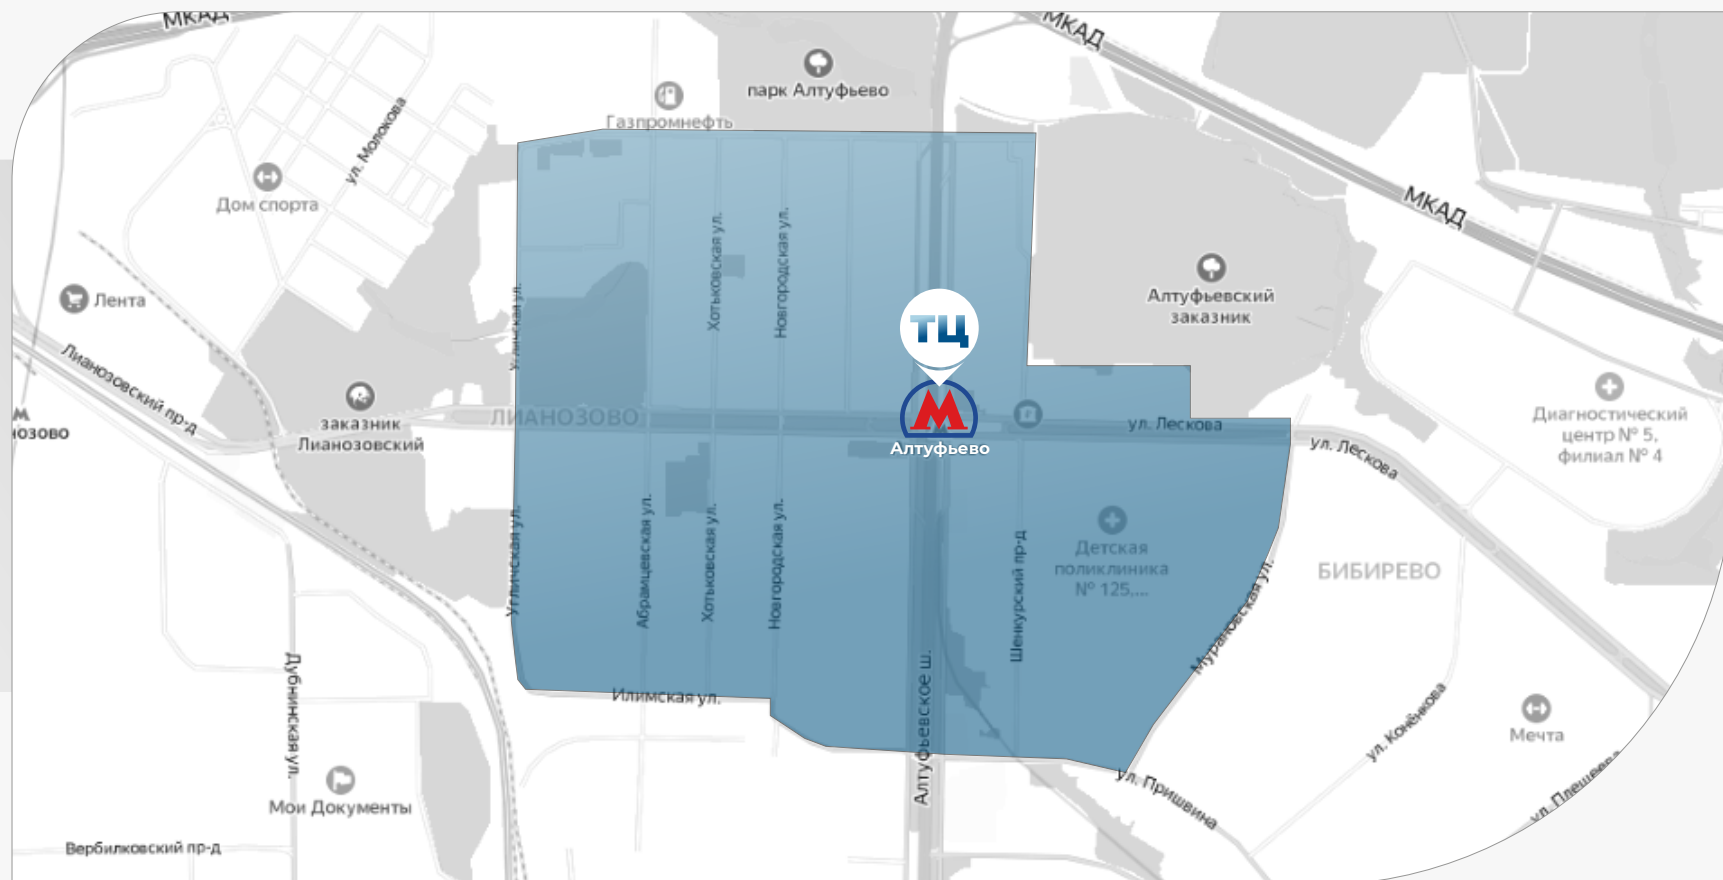 МКАД
МКАД
парк Алтуфьево
Газпромнефть
ул. Молокова
Дом спорта
МКАД
Хотьковская ул.
Новгородская ул.
Угличская ул.
Алтуфьевский
заказник
Лента
ТЦ
Лианозовский пр-д
заказник
Лианозовский
ЛИАНОЗОВО
М
Алтуфьево
ул. Лескова
ул. Лескова
Диагностический
центр № 5,
филиал № 4
М
нозово
Угличская ул.
Абрамцевская ул.
Хотьковская ул.
Новгородская ул.
Шенкурский пр-д
Детская
поликлиника
№ 125....
БИБИРЕВО
Мурановская ул.
Дубнинская ул.
Илимская ул.
Алтуфьевское ш.
ул. Конёнкова
Мечта
ул. Пришвина
ул. Плещеева
Мои Документы
Вербилковский пр-д